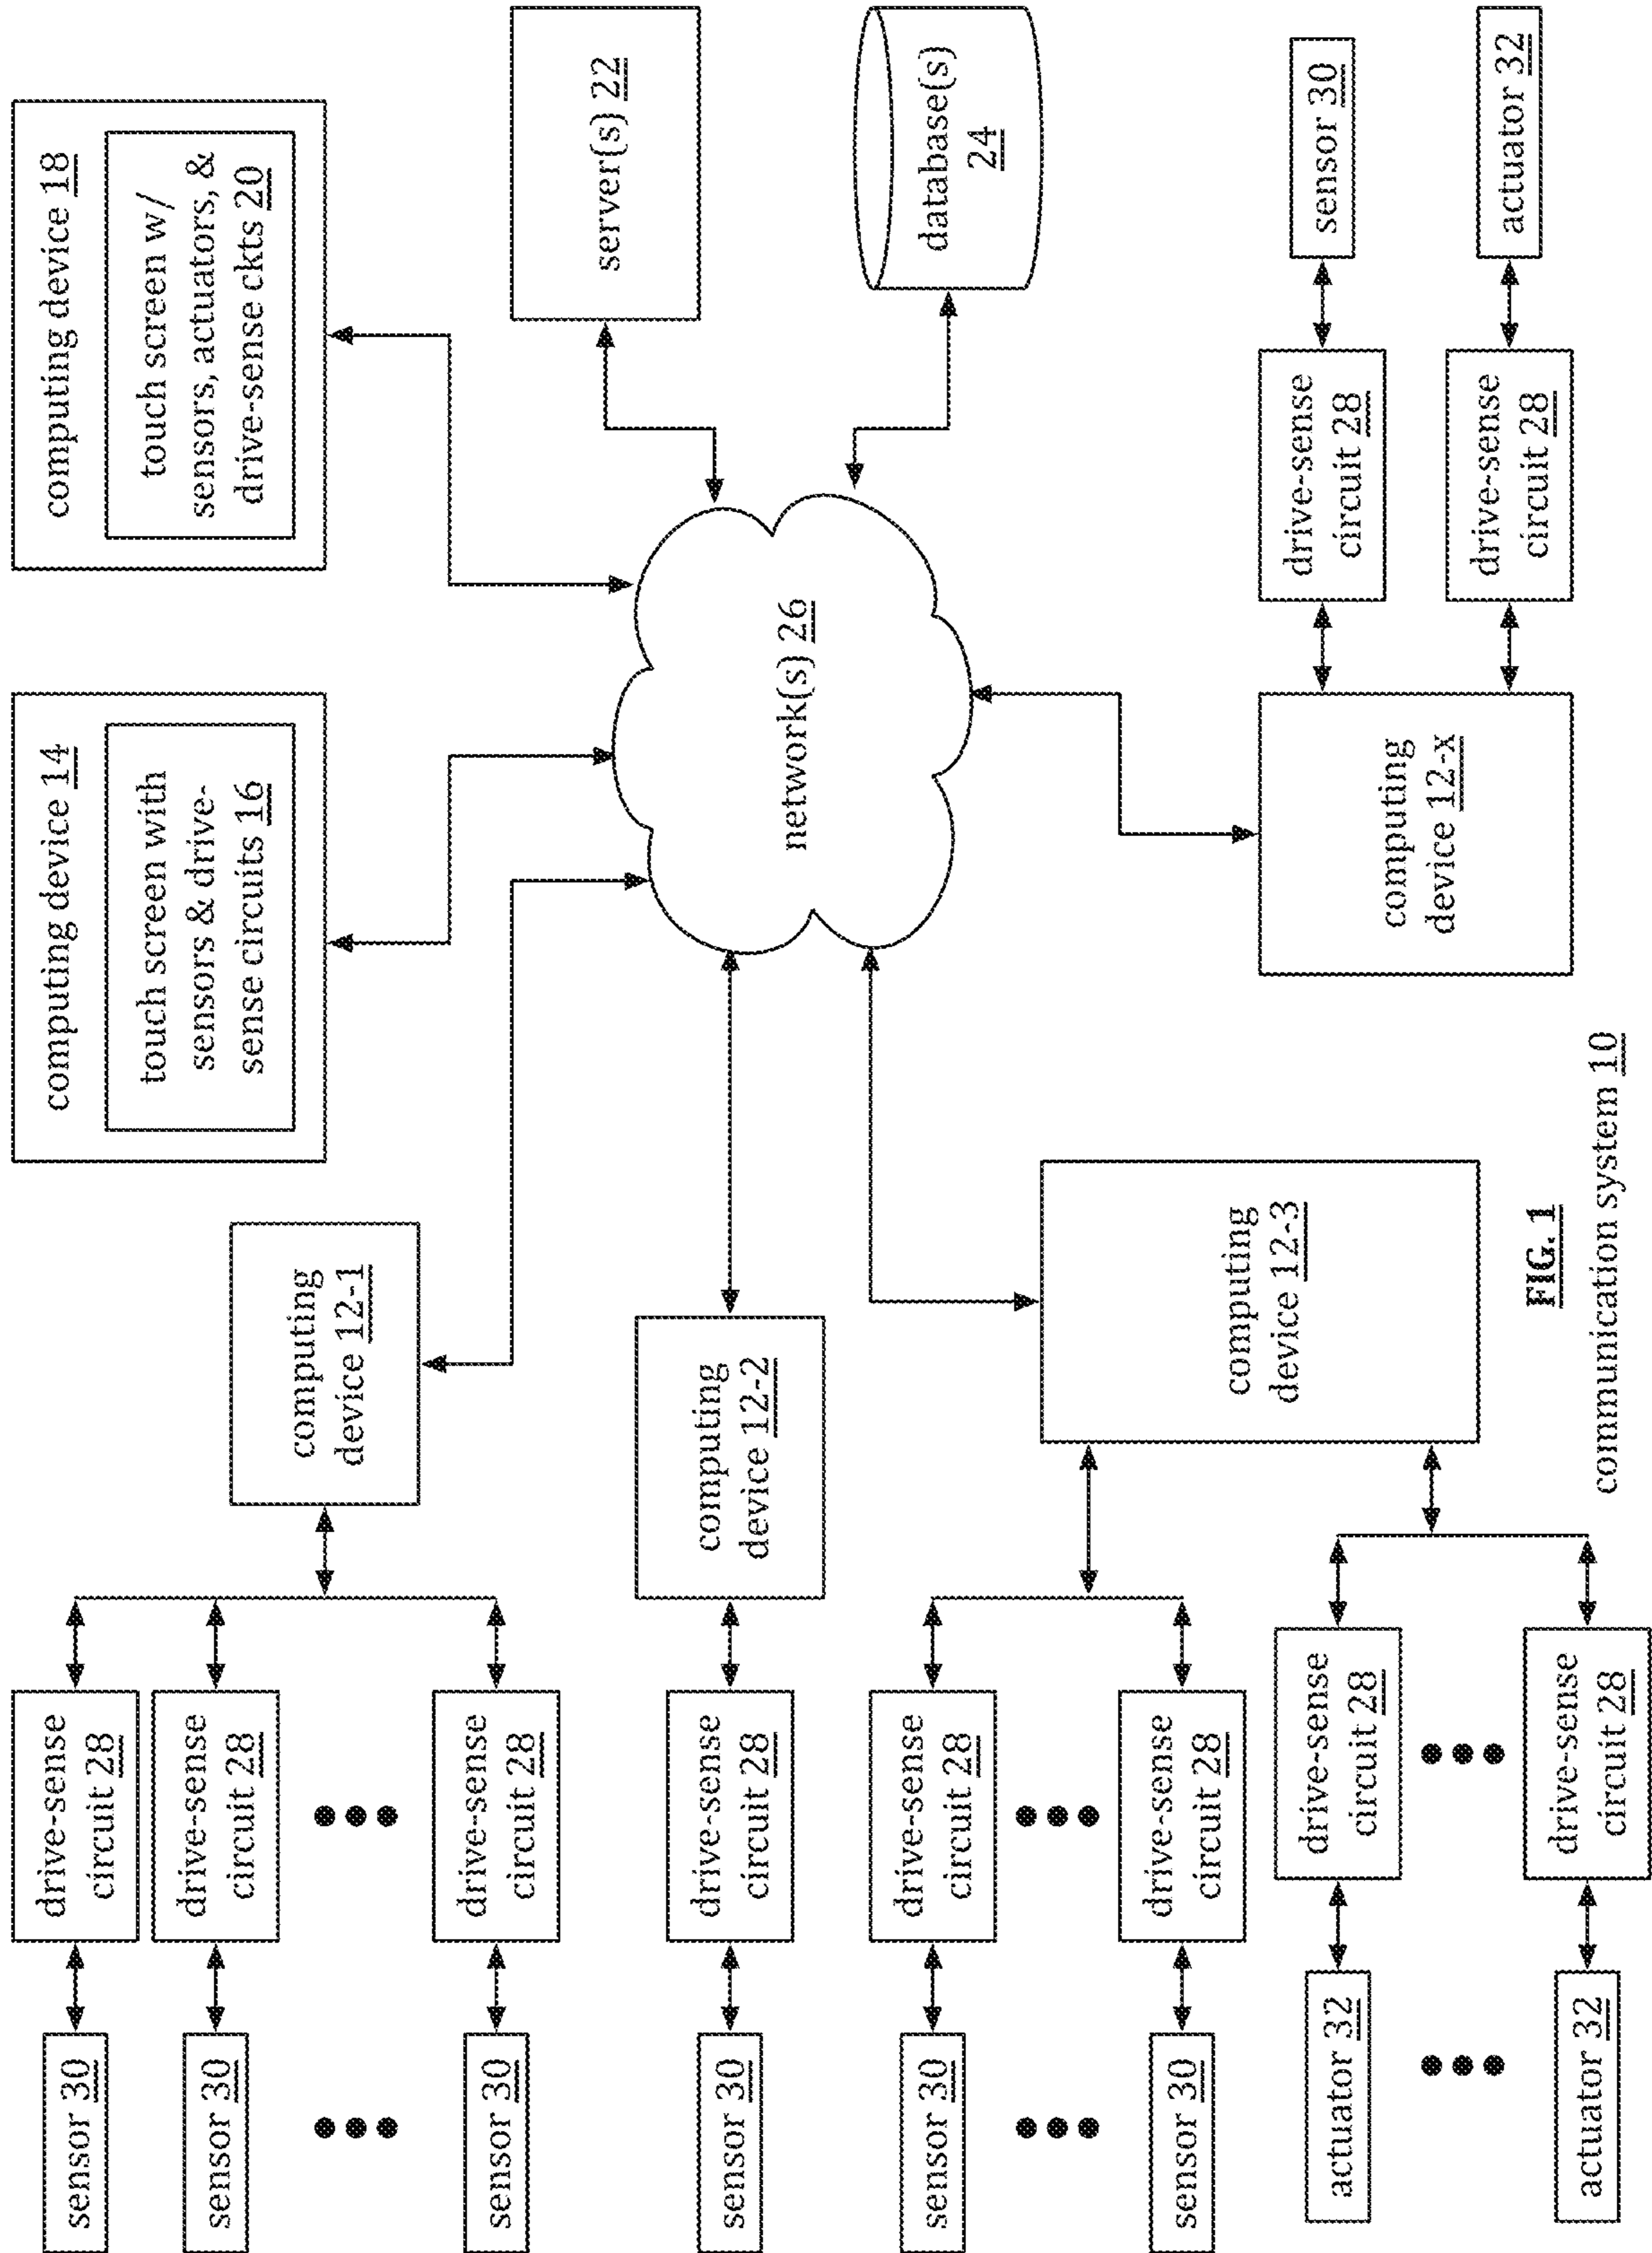 sensor 30
drive-sense
circuit 28
sensor 30
drive-sense
circuit 28
sensor 30
drive-sense
circuit 28
computing
device 12-1
computing device 14
touch screen with
sensors & drive-
sense circuits 16
computing device 18
touch screen w/
sensors, actuators, &
drive-sense ckts 20
sensor 30
drive-sense
circuit 28
computing
device 12-2
network(s) 26
server(s) 22
database(s)
24
sensor 30
drive-sense
circuit 28
sensor 30
drive-sense
circuit 28
computing
device 12-3
actuator 32
drive-sense
circuit 28
actuator 32
drive-sense
circuit 28
computing
device 12-x
drive-sense
circuit 28
sensor 30
drive-sense
circuit 28
actuator 32
FIG. 1
communication system 10